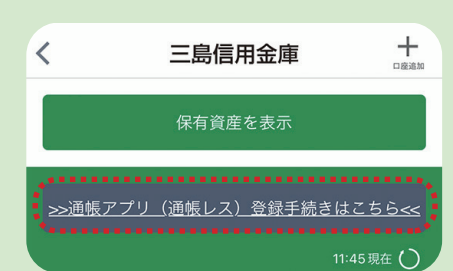 三島信用金庫
口座追加
保有資産を表示
>>通帳アプリ（通帳レス）登録手続きはこちら<<
11:45 現在